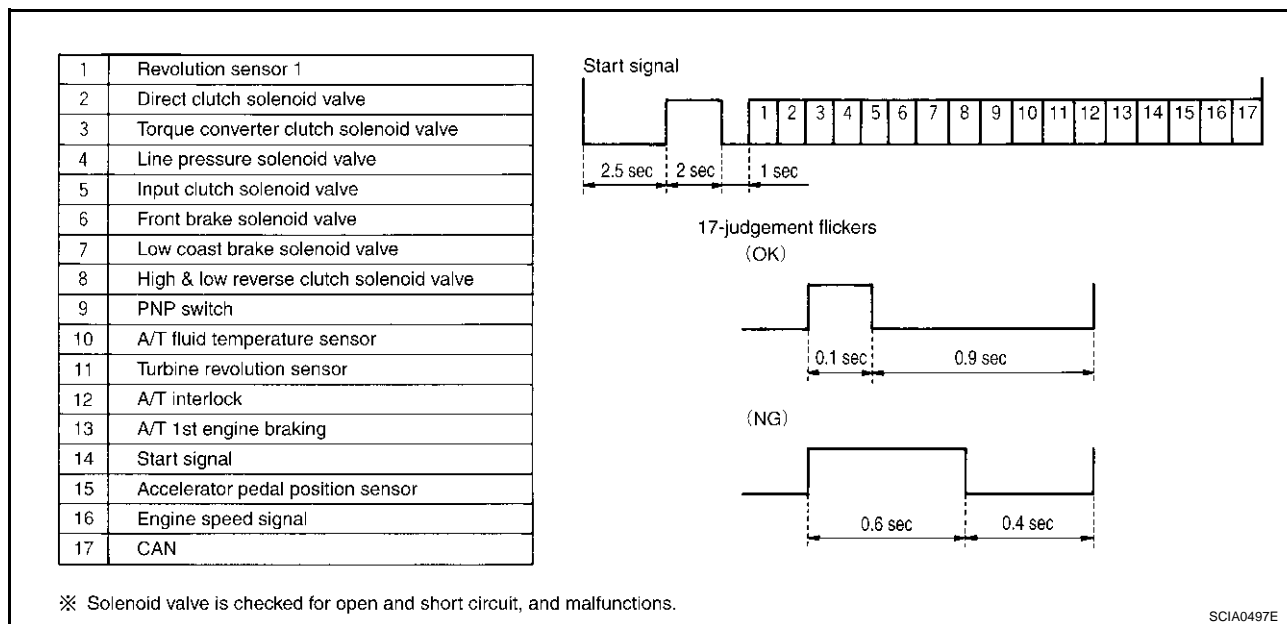 1 Revolution sensor 1
2 Direct clutch solenoid valve
3 Torque converter clutch solenoid valve
4 Line pressure solenoid valve
5 Input clutch solenoid valve
6 Front brake solenoid valve
7 Low coast brake solenoid valve
8 High & low reverse clutch solenoid valve
9 PNP switch
10 A/T fluid temperature sensor
11 Turbine revolution sensor
12 A/T interlock
13 A/T 1st engine braking
14 Start signal
15 Accelerator pedal position sensor
16 Engine speed signal
17 CAN
※ Solenoid valve is checked for open and short circuit, and malfunctions.
Start signal
1 2 3 4 5 6 7 8 9 10 11 12 13 14 15 16 17
2.5 sec 2 sec 1 sec
17-judgement flickers
(OK)
0.1 sec 0.9 sec
(NG)
0.6 sec 0.4 sec
SCIA0497E